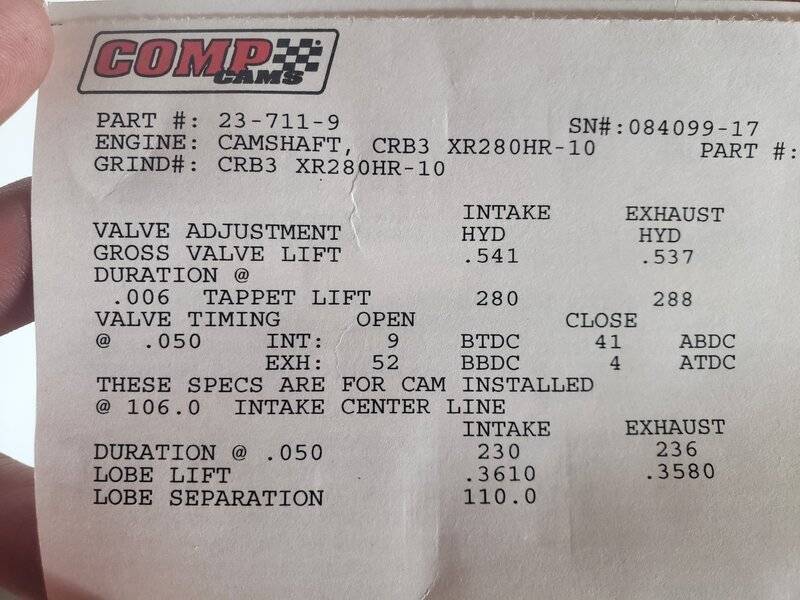 COMP
CAMS
PART #: 23-711-9 SN#:084099-17
ENGINE: CAMSHAFT, CRB3 XR280HR-10 PART #:
GRIND#: CRB3 XR280HR-10
INTAKE EXHAUST
VALVE ADJUSTMENT HYD HYD
GROSS VALVE LIFT .541 .537
DURATION @
.006 TAPPET LIFT 280 288
VALVE TIMING OPEN CLOSE
@ .050 INT: 9 BTDC 41 ABDC
EXH: 52 BBDC 4 ATDC
THESE SPECS ARE FOR CAM INSTALLED
@ 106.0 INTAKE CENTER LINE
INTAKE EXHAUST
DURATION @ .050 230 236
LOBE LIFT .3610 .3580
LOBE SEPARATION 110.0